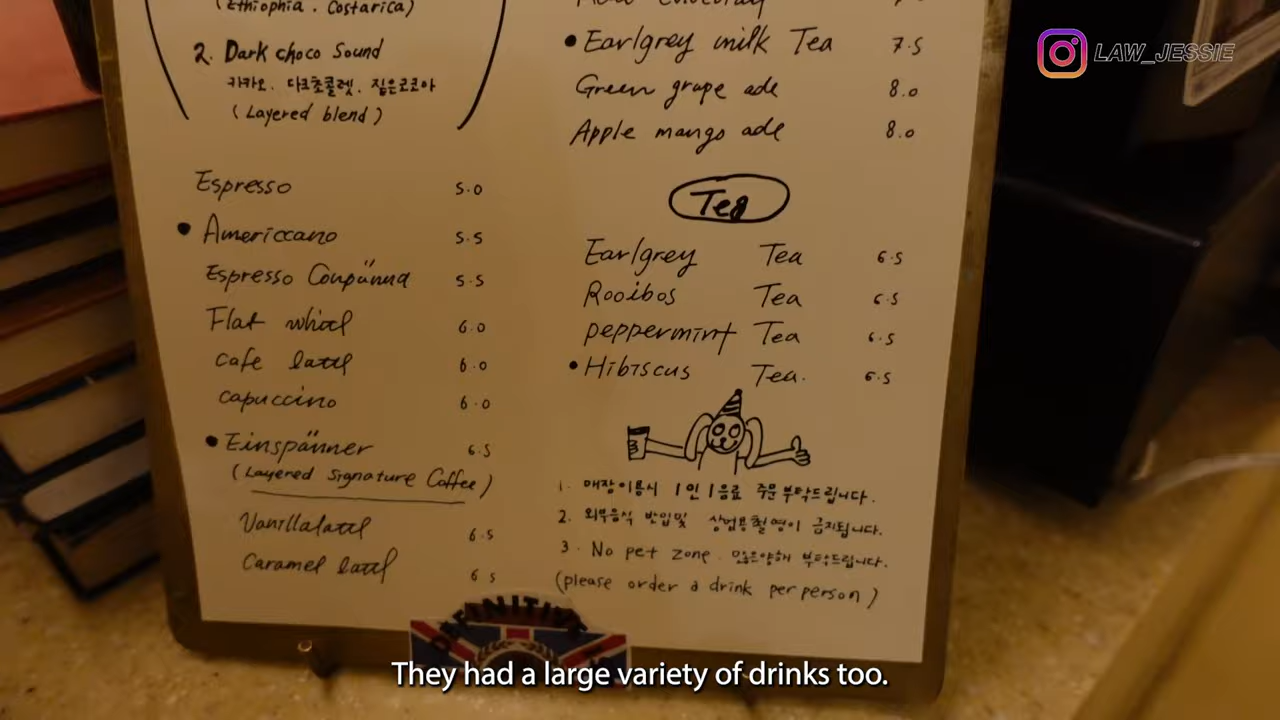 (Ethiophia . Costarica)
2. Dark choco Sound
카카오. 다크초콜렛. 짙은코코아
(Layered blend)
Espresso 5.0
• Americcano 5.5
Espresso Coupänna 5.5
Flat whitl 6.0
cafe lattl 6.0
capuccino 6.0
• Einspänner 6.5
(Layered signature Coffee)
Vanillalattl 6.5
Caramel lattl 6 5
• Earlgrey milk Tea 7.5
Green grape ade 8.0
Apple mango ade 8.0
Tea
Earlgrey Tea 6.5
Rooibos Tea 6.5
peppermint Tea 6.5
• Hibiscus Tea. 6.5
1. 매장이용시 1인 1음료 주문부탁드립니다.
2. 외부음식 반입및 상업용촬영이 금지됩니다.
3. No pet zone. 많은양해 부탁드립니다.
(please order a drink per person)
LAW_JESSIE
They had a large variety of drinks too.